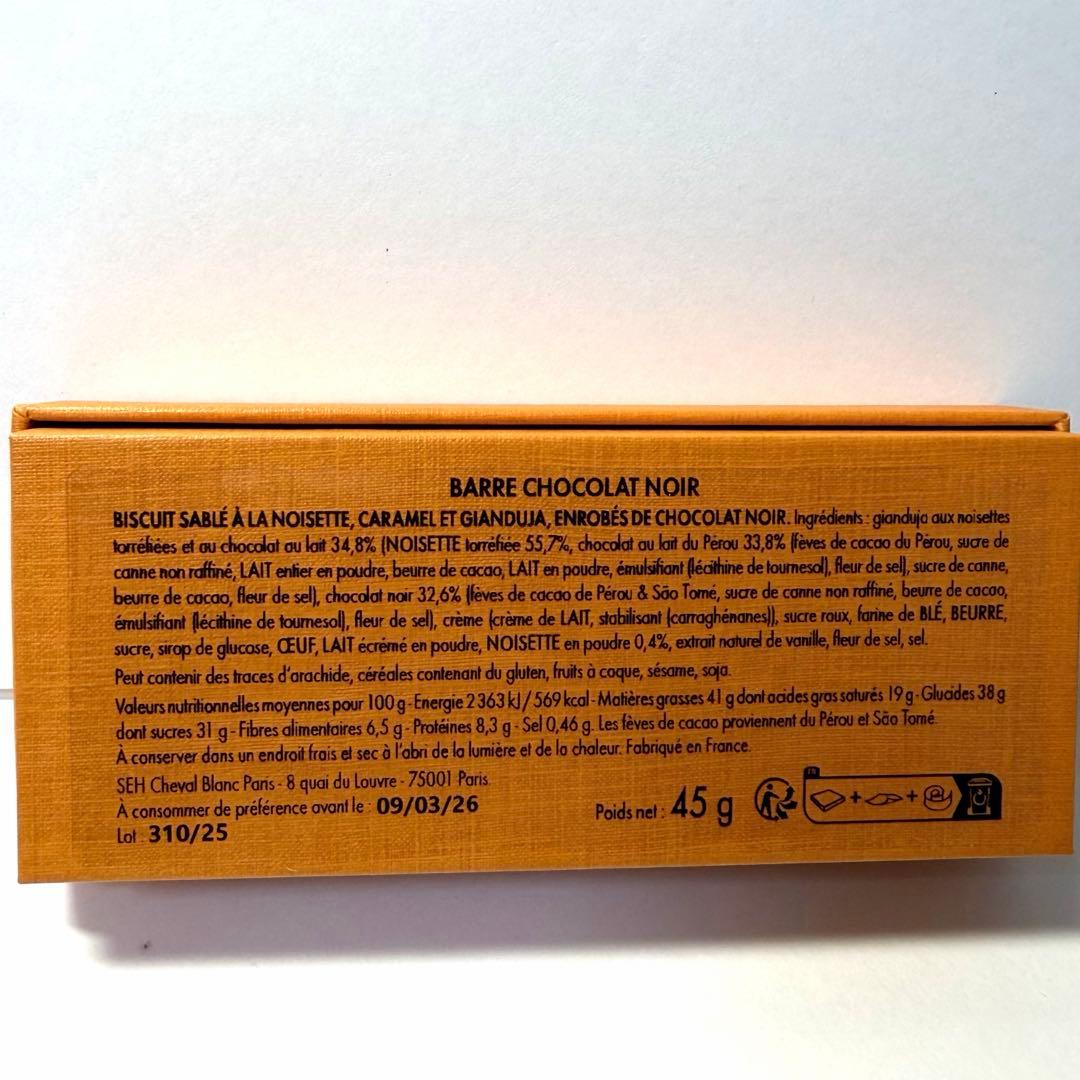 BARRE CHOCOLAT NOIR
BISCUIT SABLÉ À LA NOISETTE, CARAMEL ET GIANDUJA, ENROBÉS DE CHOCOLAT NOIR. Ingrédients : gianduja aux noisettes
torréfiées et au chocolat au lait 34,8% (NOISETTE torréfiée 55,7%, chocolat au lait du Pérou 33,8% (fèves de cacao du Pérou, sucre de
canne non raffiné, LAIT entier en poudre, beurre de cacao, LAIT en poudre, émulsifiant (lécithine de tournesol), fleur de sel), sucre de canne,
beurre de cacao, fleur de sel), chocolat noir 32,6% (fèves de cacao de Pérou & São Tomé, sucre de canne non raffiné, beurre de cacao,
émulsifiant (lécithine de tournesol), fleur de sel), crème (crème de LAIT, stabilisant (carraghénanes)), sucre roux, farine de BLÉ, BEURRE,
sucre, sirop de glucose, ŒUF, LAIT écrémé en poudre, NOISETTE en poudre 0,4%, extrait naturel de vanille, fleur de sel, sel.
Peut contenir des traces d'arachide, céréales contenant du gluten, fruits à coque, sésame, soja.
Valeurs nutritionnelles moyennes pour 100 g - Energie 2 363 kJ / 569 kcal - Matières grasses 41 g dont acides gras saturés 19 g - Glucides 38 g
dont sucres 31 g - Fibres alimentaires 6,5 g - Protéines 8,3 g - Sel 0,46 g. Les fèves de cacao proviennent du Pérou et São Tomé.
À conserver dans un endroit frais et sec à l'abri de la lumière et de la chaleur. Fabriqué en France.
SEH Cheval Blanc Paris - 8 quai du Louvre - 75001 Paris.
À consommer de préférence avant le : 09/03/26
Lot : 310/25
Poids net : 45 g
FR